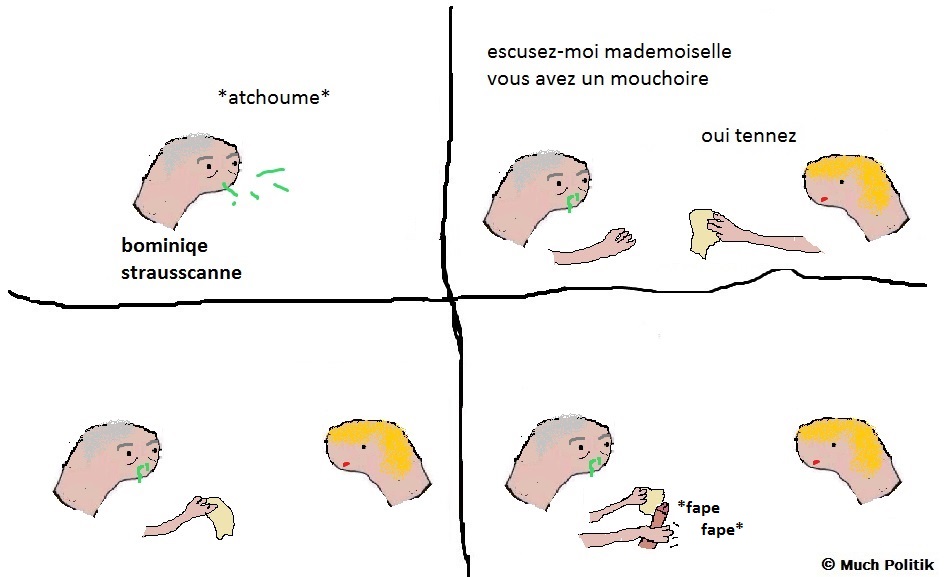 *atchoume*
bominiqe
strausscanne
escusez-moi mademoiselle
vous avez un mouchoire
oui tennez
*fape
fape*
© Much Politik